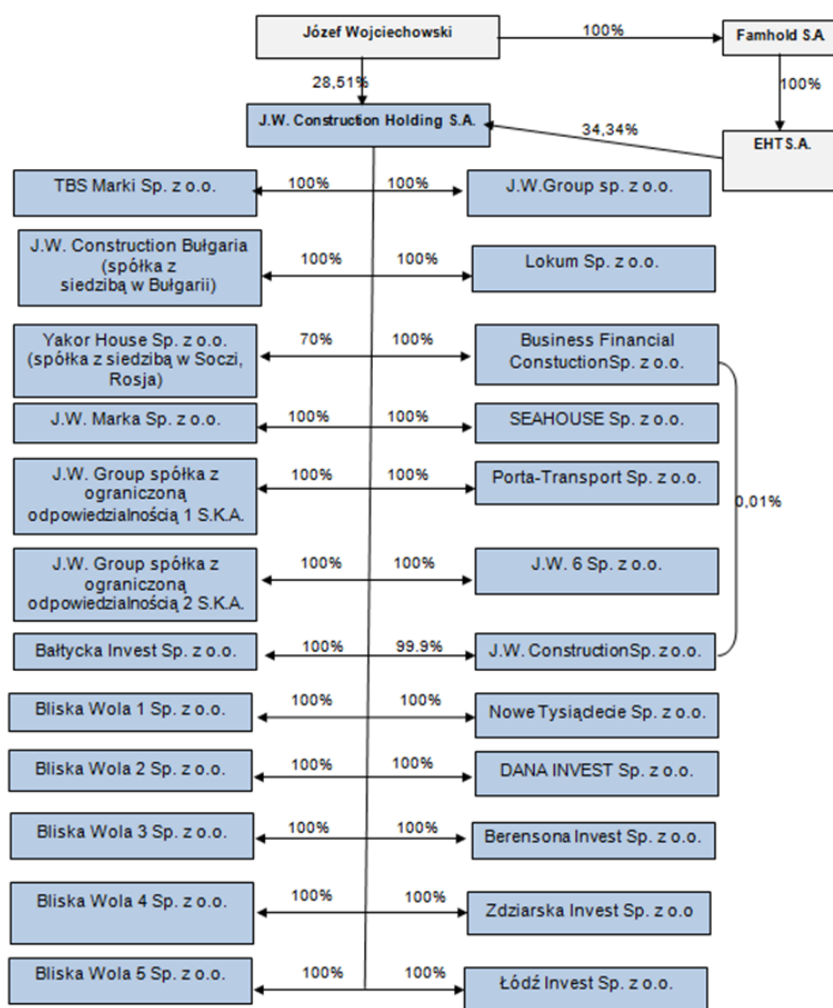 Józef Wojciechowski
100%
Famhold S.A.
28,51%
100%
J.W. Construction Holding S.A.
34,34%
EHT S.A.
TBS Marki Sp. z o.o.
100%
100%
J.W.Group sp. z o.o.
J.W. Construction Bułgaria
(spółka z
siedzibą w Bułgarii)
100%
100%
Lokum Sp. z o.o.
Yakor House Sp. z o.o.
(spółka z siedzibą w Soczi,
Rosja)
70%
100%
Business Financial
ConstuctionSp. z o.o.
J.W. Marka Sp. z o.o.
100%
100%
SEAHOUSE Sp. z o.o.
J.W. Group spółka z
ograniczoną
odpowiedzialnością 1 S.K.A.
100%
100%
Porta-Transport Sp. z o.o.
0,01%
J.W. Group spółka z
ograniczoną
odpowiedzialnością 2 S.K.A.
100%
100%
J.W. 6 Sp. z o.o.
Bałtycka Invest Sp. z o.o.
100%
99.9%
J.W. ConstructionSp. z o.o.
Bliska Wola 1 Sp. z o.o.
100%
100%
Nowe Tysiąclecie Sp. z o.o.
Bliska Wola 2 Sp. z o.o.
100%
100%
DANA INVEST Sp. z o.o.
Bliska Wola 3 Sp. z o.o.
100%
100%
Berensona Invest Sp. z o.o.
Bliska Wola 4 Sp. z o.o.
100%
100%
Zdziarska Invest Sp. z o.o
Bliska Wola 5 Sp. z o.o.
100%
100%
Łódź Invest Sp. z o.o.